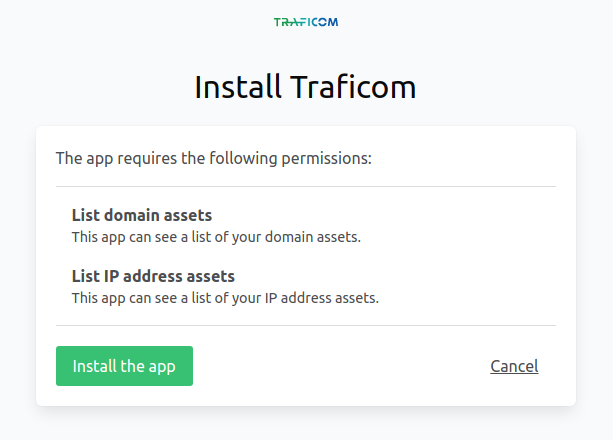 TRAFICOM
Install Traficom
The app requires the following permissions:
List domain assets
This app can see a list of your domain assets.
List IP address assets
This app can see a list of your IP address assets.
Install the app
Cancel